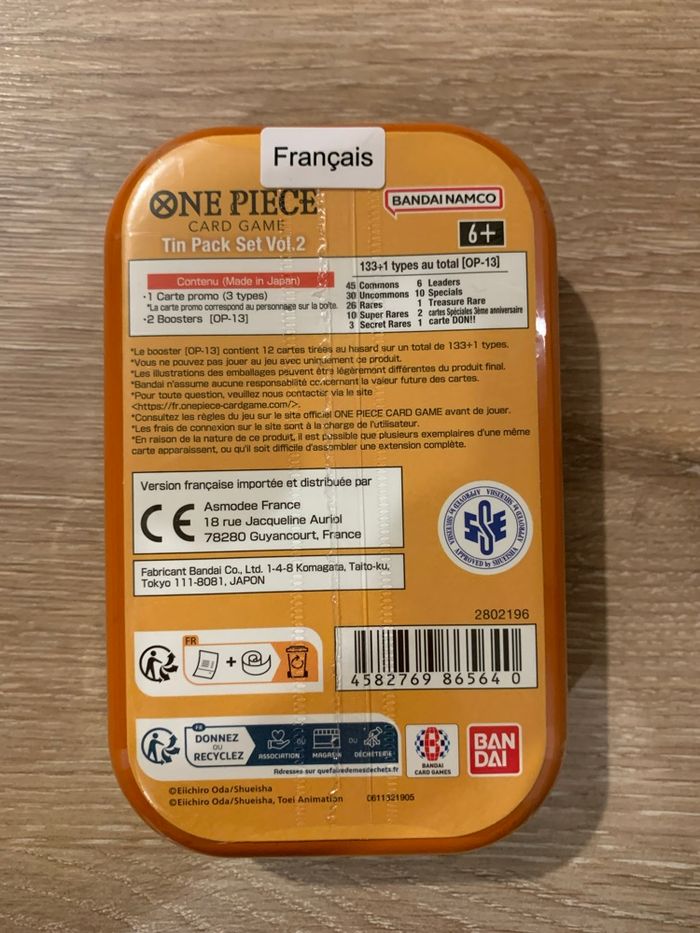 Français
ONE PIECE
CARD GAME
Tin Pack Set Vol.2
BANDAI NAMCO
6+
Contenu (Made in Japan)
・1 Carte promo (3 types)
*La carte promo correspond au personnage sur la boîte.
・2 Boosters [OP-13]
133+1 types au total [OP-13]
45 Commons 6 Leaders
30 Uncommons 10 Specials
26 Rares 1 Treasure Rare
10 Super Rares 2 cartes Spéciales 3ème anniversaire
3 Secret Rares 1 carte DON!!
*Le booster [OP-13] contient 12 cartes tirées au hasard sur un total de 133+1 types.
*Vous ne pouvez pas jouer au jeu avec uniquement ce produit.
*Les illustrations des emballages peuvent être légèrement différentes du produit final.
*Bandai n'assume aucune responsabilité concernant la valeur future des cartes.
*Pour toute question, veuillez nous contacter via le site
<https://fr.onepiece-cardgame.com/>.
*Consultez les règles du jeu sur le site officiel ONE PIECE CARD GAME avant de jouer.
*Les frais de connexion sur le site sont à la charge de l'utilisateur.
*En raison de la nature de ce produit, il est possible que plusieurs exemplaires d'une même
carte apparaissent, ou qu'il soit difficile d'assembler une extension complète.
Version française importée et distribuée par
CE
Asmodee France
18 rue Jacqueline Auriol
78280 Guyancourt, France
Fabricant Bandai Co., Ltd. 1-4-8 Komagata, Taito-ku,
Tokyo 111-8081, JAPON
APPROVED by SHUEISHA
APPROVED by SHUEISHA
2802196
FR
+
4582769 86564 0
FR
DONNEZ
OU
RECYCLEZ
ASSOCIATION
OU
MAGASIN
OU
DÉCHÈTERIE
Adresses sur quefairedemesdechets.fr
BANDAI
CARD GAMES
BAN
DAI
©Eiichiro Oda/Shueisha
©Eiichiro Oda/Shueisha, Toei Animation
0611321905